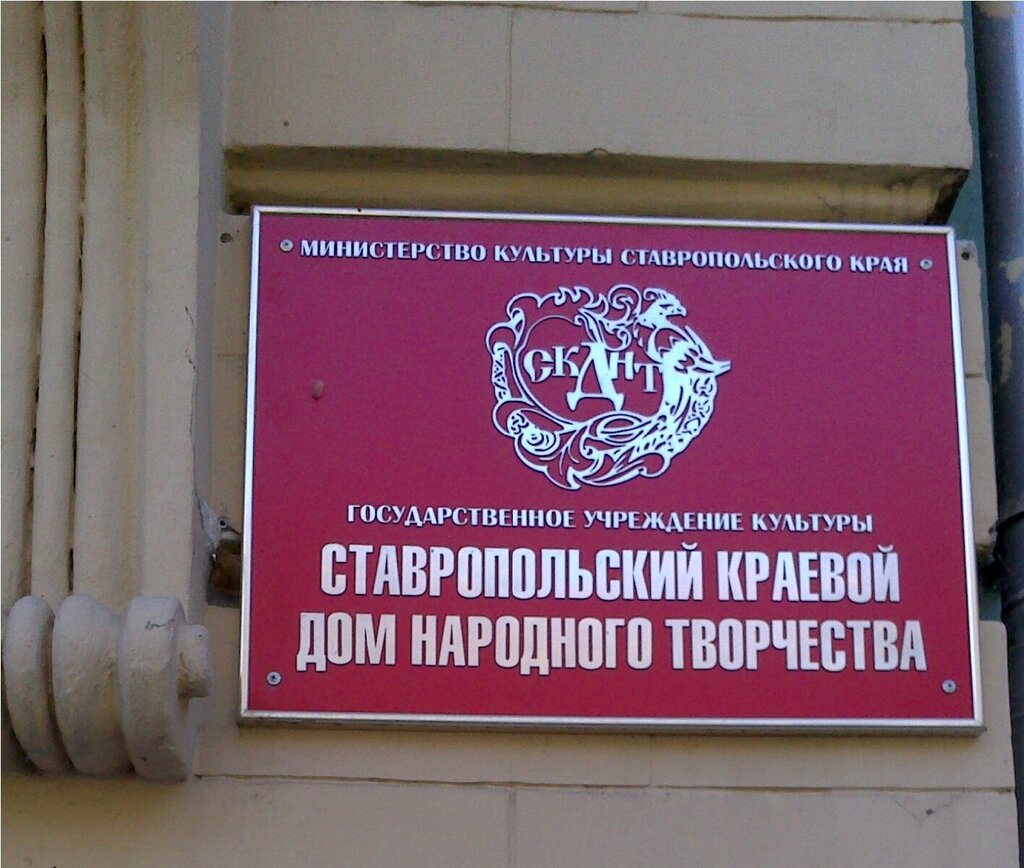 МИНИСТЕРСТВО КУЛЬТУРЫ СТАВРОПОЛЬСКОГО КРАЯ
СКДНТ
ГОСУДАРСТВЕННОЕ УЧРЕЖДЕНИЕ КУЛЬТУРЫ
СТАВРОПОЛЬСКИЙ КРАЕВОЙ
ДОМ НАРОДНОГО ТВОРЧЕСТВА